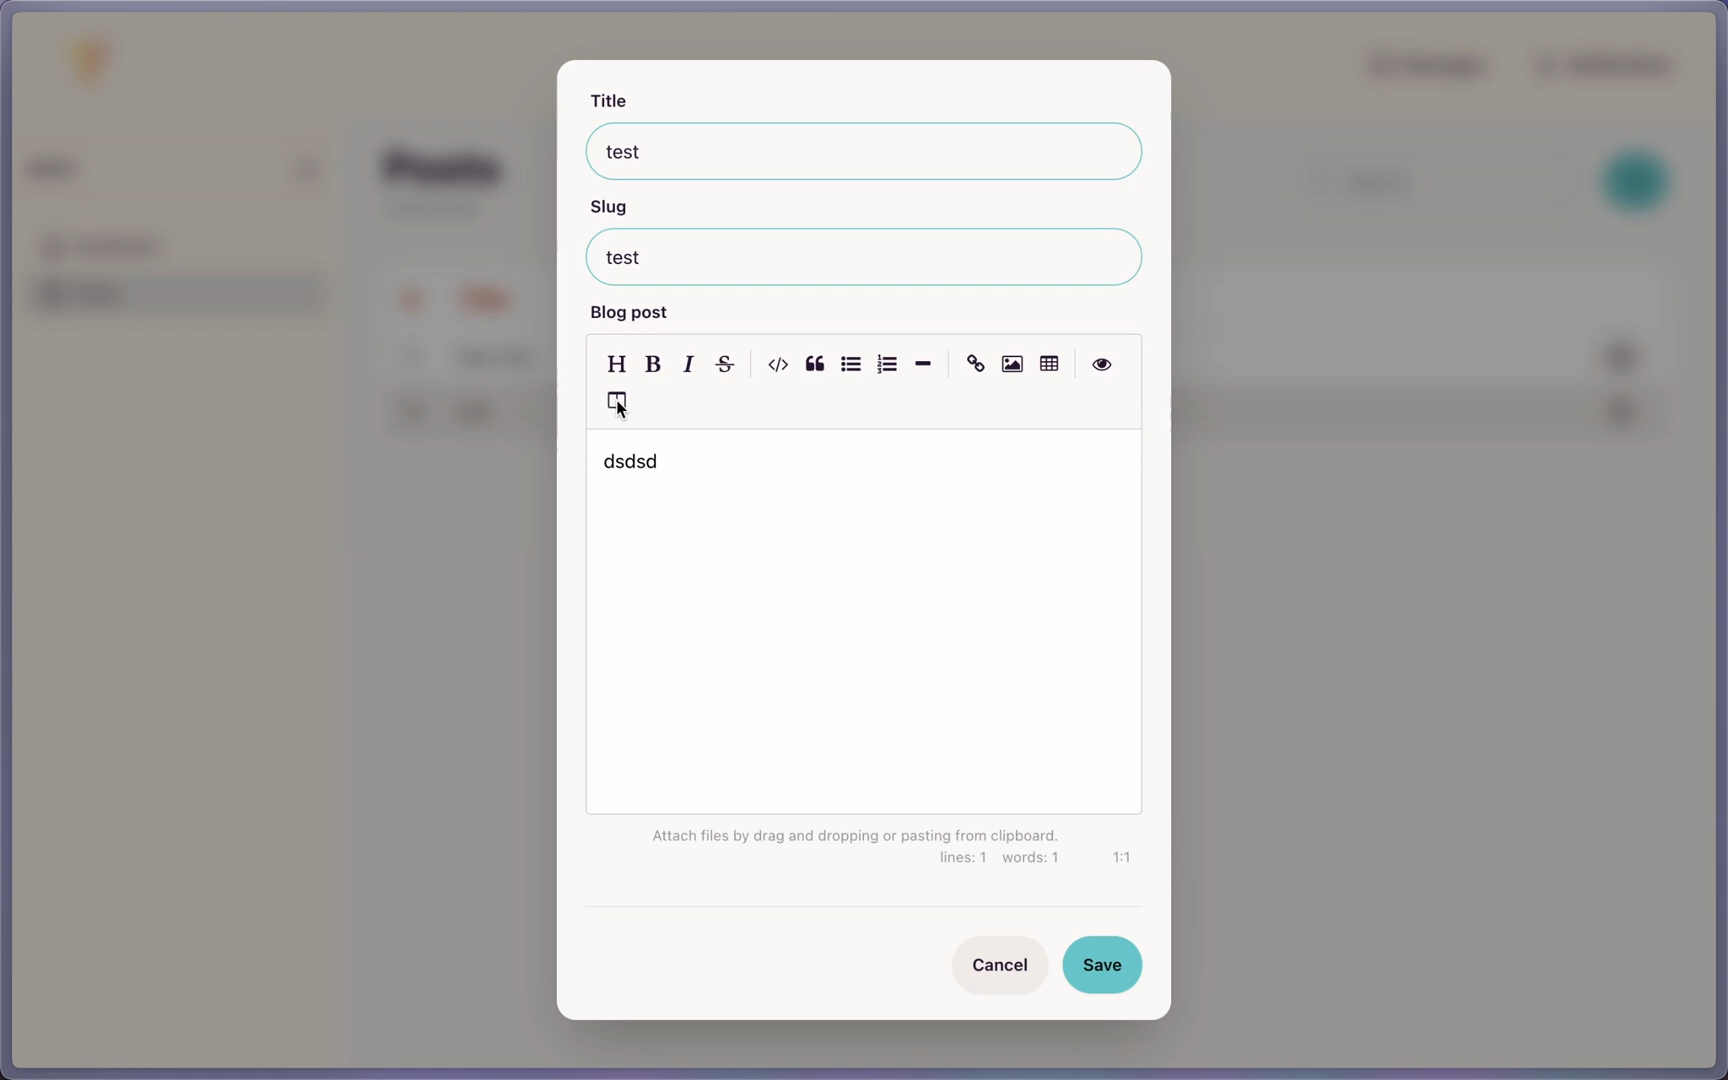 Title
test
Slug
test
Blog post
H B I S
dsdsd
Attach files by drag and dropping or pasting from clipboard.
lines: 1 words: 1 1:1
Cancel Save
Posts